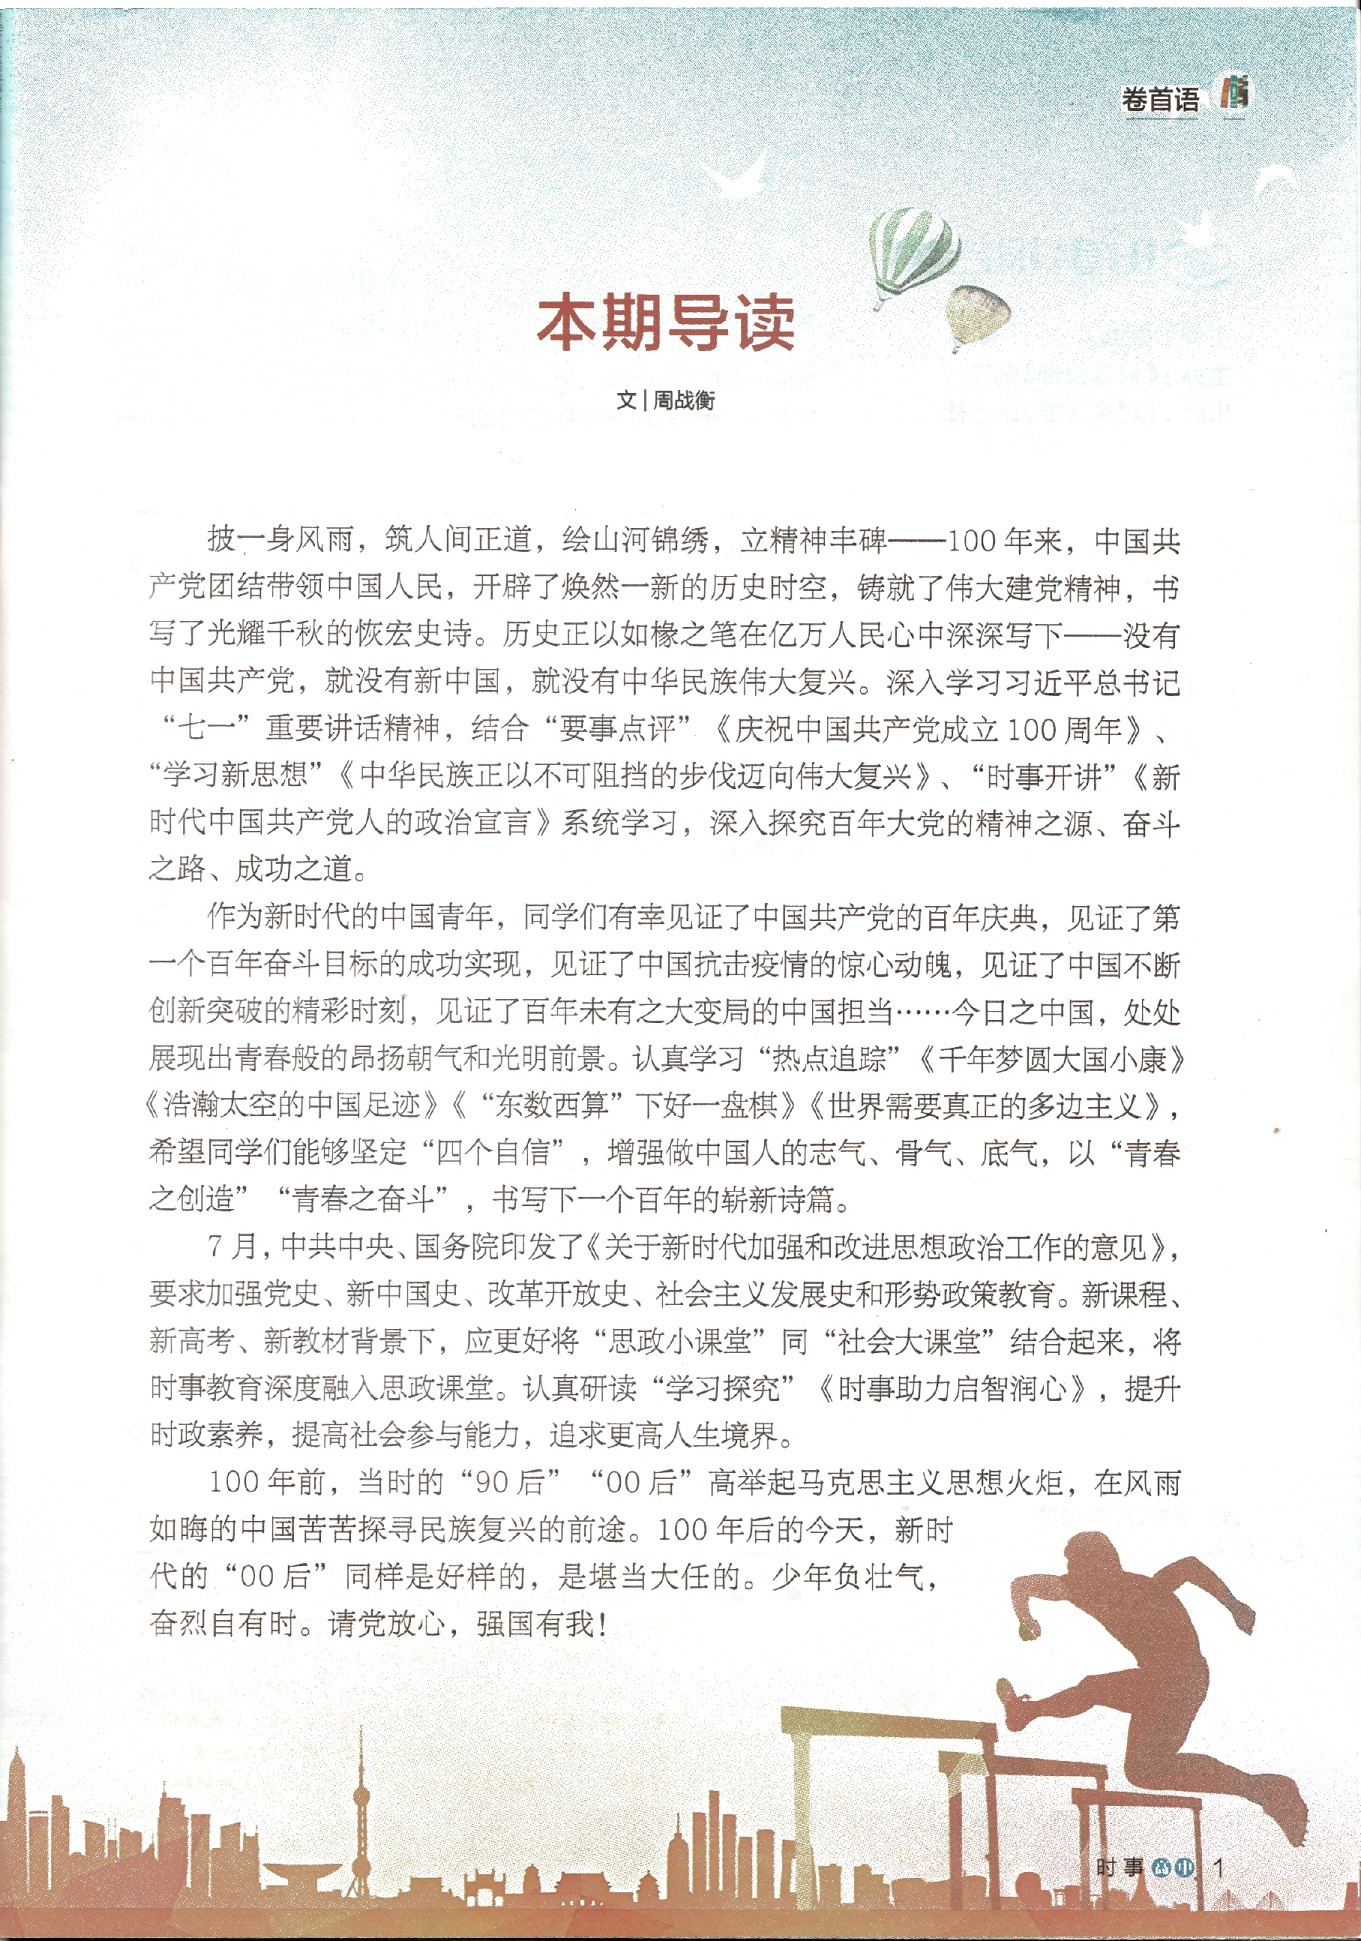 卷首语
本期导读
文|周战衡
披一身风雨，筑人间正道，绘山河锦绣，立精神丰碑——100年来，中国共
产党团结带领中国人民，开辟了焕然一新的历史时空，铸就了伟大建党精神，书
写了光耀千秋的恢宏史诗。历史正以如椽之笔在亿万人民心中深深写下——没有
中国共产党，就没有新中国，就没有中华民族伟大复兴。深入学习习近平总书记
“七一”重要讲话精神，结合“要事点评”《庆祝中国共产党成立100周年》、
“学习新思想”《中华民族正以不可阻挡的步伐迈向伟大复兴》、“时事开讲”《新
时代中国共产党人的政治宣言》系统学习，深入探究百年大党的精神之源、奋斗
之路、成功之道。
作为新时代的中国青年，同学们有幸见证了中国共产党的百年庆典，见证了第
一个百年奋斗目标的成功实现，见证了中国抗击疫情的惊心动魄，见证了中国不断
创新突破的精彩时刻，见证了百年未有之大变局的中国担当……今日之中国，处处
展现出青春般的昂扬朝气和光明前景。认真学习“热点追踪”《千年梦圆大国小康》
《浩瀚太空的中国足迹》《“东数西算”下好一盘棋》《世界需要真正的多边主义》，
希望同学们能够坚定“四个自信”，增强做中国人的志气、骨气、底气，以“青春
之创造”“青春之奋斗”，书写下一个百年的崭新诗篇。
7月，中共中央、国务院印发了《关于新时代加强和改进思想政治工作的意见》，
要求加强党史、新中国史、改革开放史、社会主义发展史和形势政策教育。新课程、
新高考、新教材背景下，应更好将“思政小课堂”同“社会大课堂”结合起来，将
时事教育深度融入思政课堂。认真研读“学习探究”《时事助力启智润心》，提升
时政素养，提高社会参与能力，追求更高人生境界。
100年前，当时的“90后”“00后”高举起马克思主义思想火炬，在风雨
如晦的中国苦苦探寻民族复兴的前途。100年后的今天，新时
代的“00后”同样是好样的，是堪当大任的。少年负壮气，
奋烈自有时。请党放心，强国有我！
时事高中 1